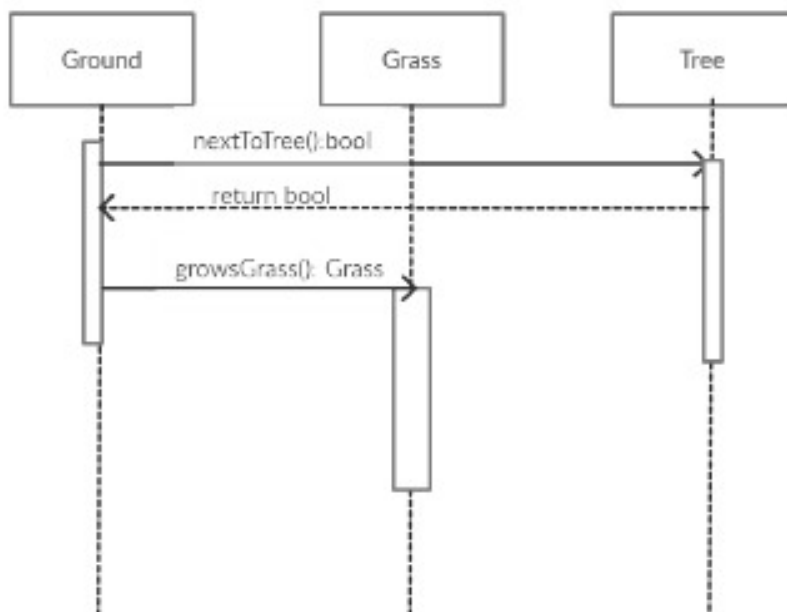 Ground
Grass
Tree
nextToTree():bool
return bool
growsGrass(): Grass